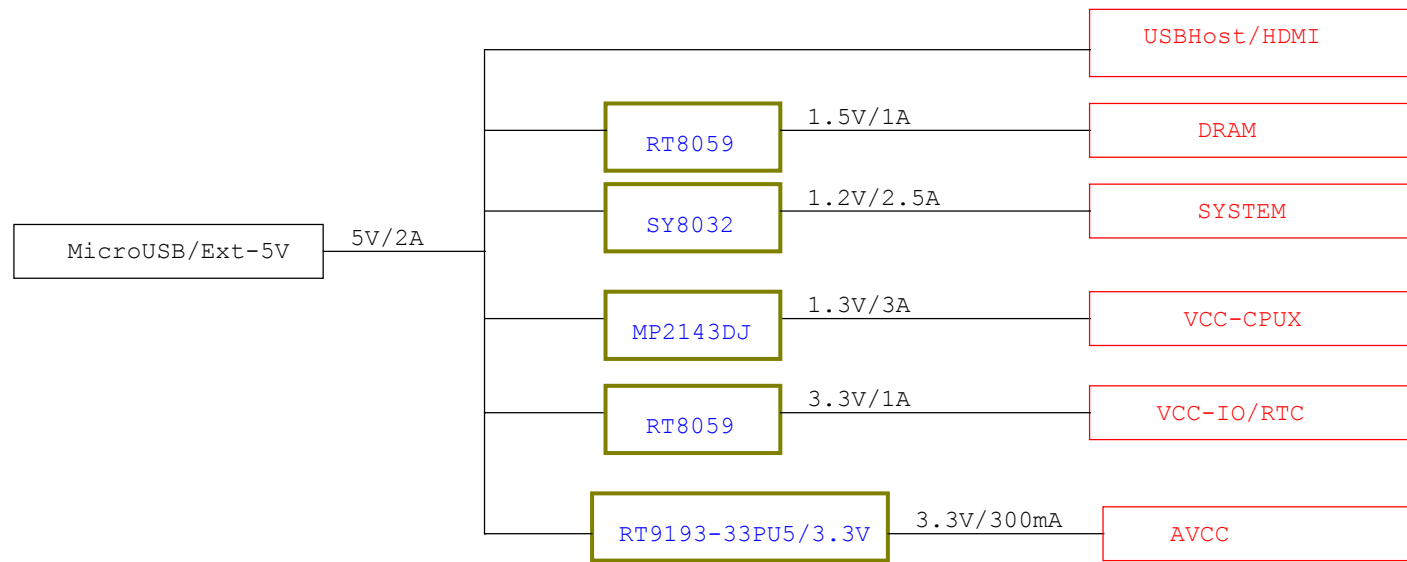 USBHost/HDMI
1.5V/1A
RT8059
DRAM
1.2V/2.5A
SY8032
SYSTEM
MicroUSB/Ext-5V
5V/2A
1.3V/3A
MP2143DJ
VCC-CPUX
3.3V/1A
RT8059
VCC-IO/RTC
RT9193-33PU5/3.3V
3.3V/300mA
AVCC